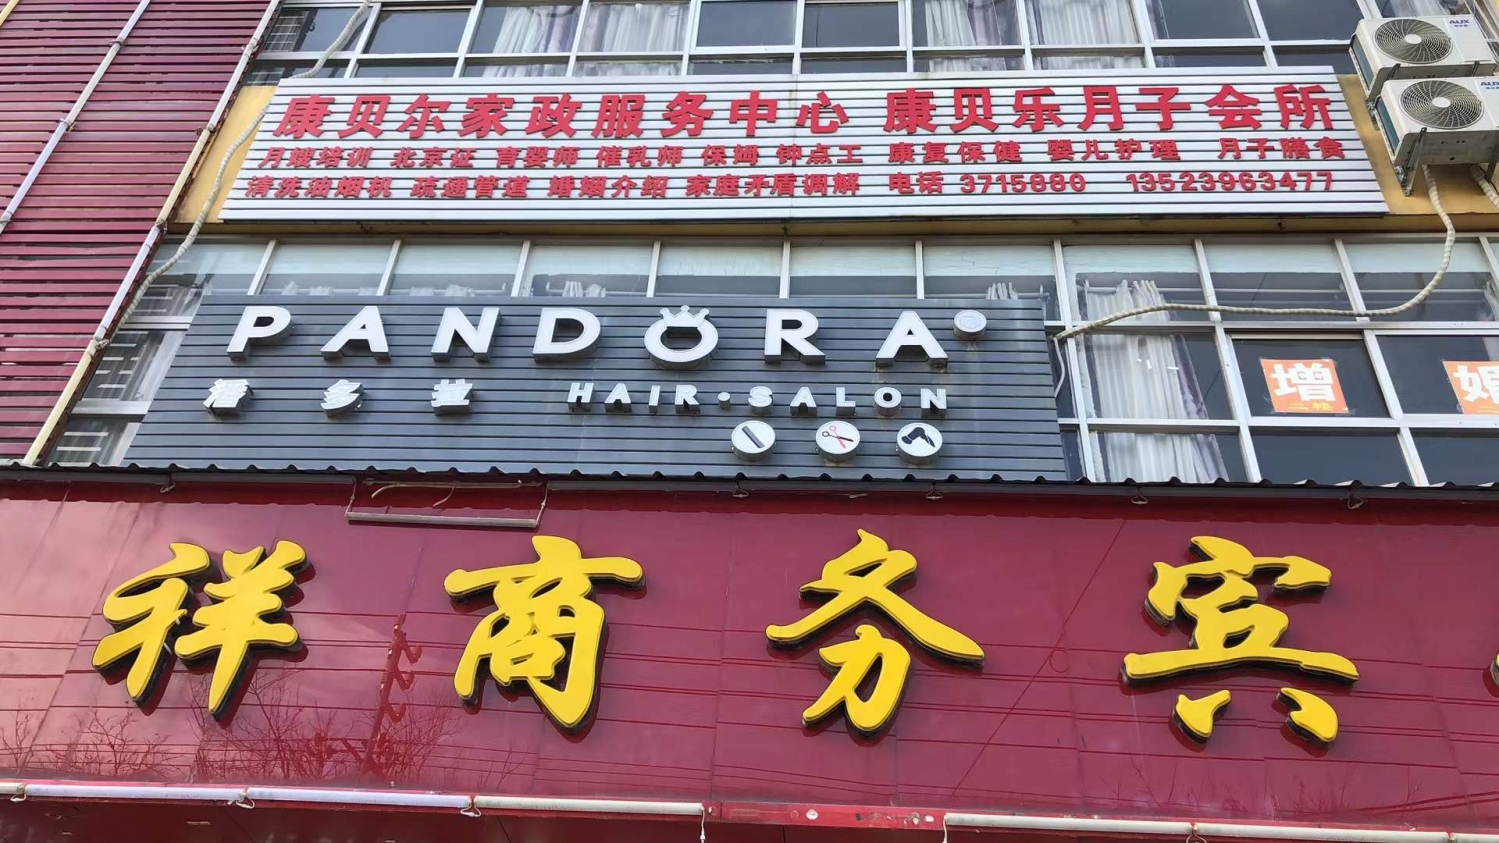 康贝尔家政服务中心 康贝乐月子会所
月嫂培训 北京证 育婴师 催乳师 保姆 钟点工 康复保健 婴儿护理 月子膳食
清洗油烟机 疏通管道 婚姻介绍 家庭矛盾调解 电话 3715880 13523963477
PANDORA
潘多拉 HAIR·SALON
增
婚
祥商务宾
AUX
AUX